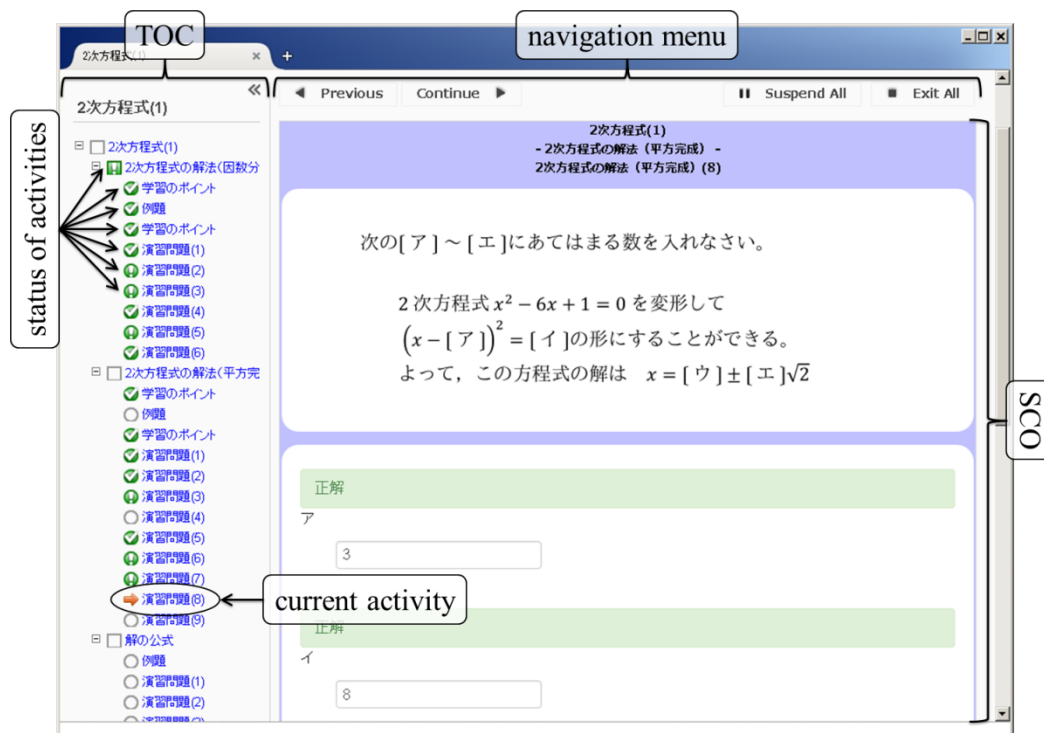 TOC
navigation menu
2次方程式(1)
2次方程式(1)
Previous
Continue
Suspend All
Exit All
status of activities
2次方程式(1)
2次方程式の解法(因数分
学習のポイント
例題
学習のポイント
演習問題(1)
演習問題(2)
演習問題(3)
演習問題(4)
演習問題(5)
演習問題(6)
2次方程式の解法(平方完
学習のポイント
例題
学習のポイント
演習問題(1)
演習問題(2)
演習問題(3)
演習問題(4)
演習問題(5)
演習問題(6)
演習問題(7)
演習問題(8)
演習問題(9)
解の公式
例題
演習問題(1)
演習問題(2)
current activity
2次方程式(1)
- 2次方程式の解法（平方完成） -
2次方程式の解法（平方完成）(8)
次の[ ア ] ～ [ エ ]にあてはまる数を入れなさい。
2 次方程式 x² − 6x + 1 = 0 を変形して
(x − [ ア ])² = [ イ ]の形にすることができる。
よって，この方程式の解は　x = [ ウ ] ± [ エ ]√2
正解
ア
3
正解
イ
8
SCO